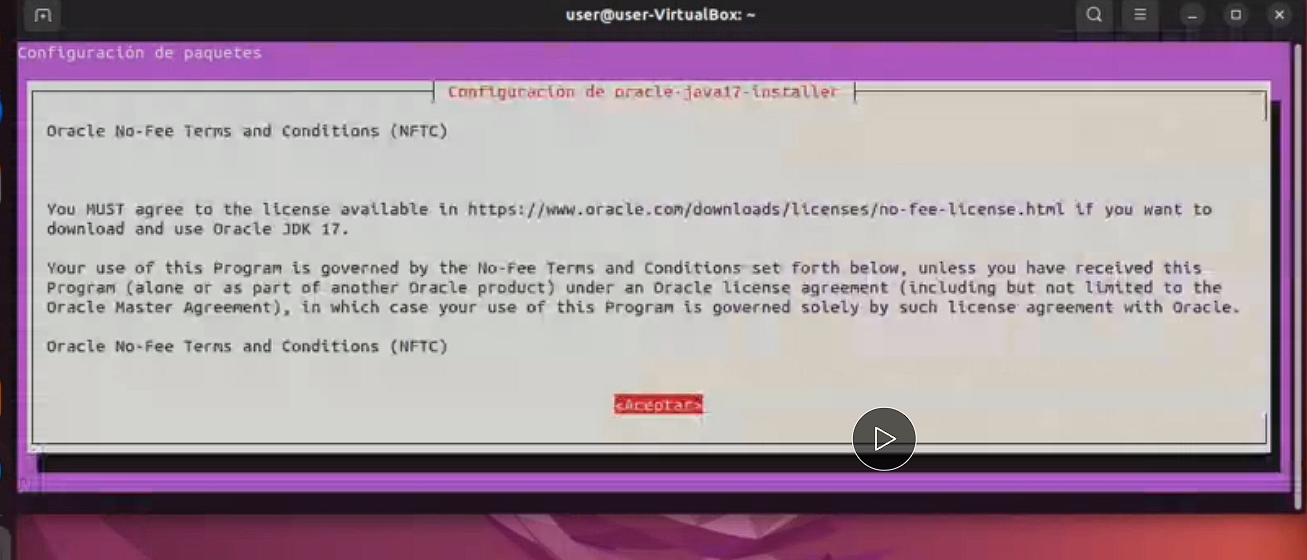 user@user-VirtualBox: ~
Configuración de paquetes
Configuración de oracle-java17-installer
Oracle No-Fee Terms and Conditions (NFTC)
You MUST agree to the license available in https://www.oracle.com/downloads/licenses/no-fee-license.html if you want to
download and use Oracle JDK 17.
Your use of this Program is governed by the No-Fee Terms and Conditions set forth below, unless you have received this
Program (alone or as part of another Oracle product) under an Oracle license agreement (including but not limited to the
Oracle Master Agreement), in which case your use of this Program is governed solely by such license agreement with Oracle.
Oracle No-Fee Terms and Conditions (NFTC)
<Aceptar>